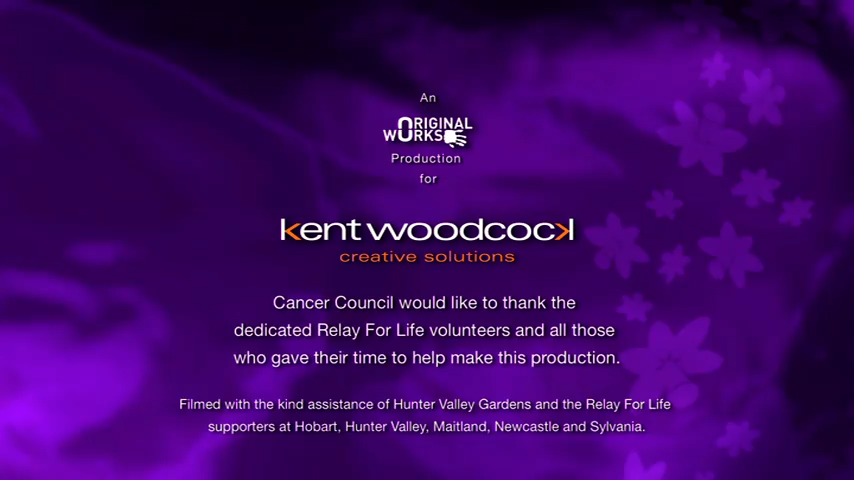 An
ORIGINAL
WORKS
Production
for
kent woodcock
creative solutions
Cancer Council would like to thank the
dedicated Relay For Life volunteers and all those
who gave their time to help make this production.
Filmed with the kind assistance of Hunter Valley Gardens and the Relay For Life
supporters at Hobart, Hunter Valley, Maitland, Newcastle and Sylvania.